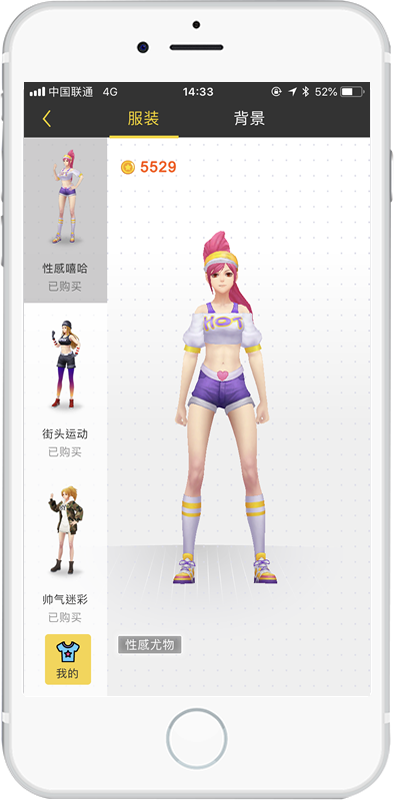 中国联通 4G 14:33 52%
服装 背景
5529
HOT
性感嘻哈
已购买
街头运动
已购买
帅气迷彩
已购买
我的
性感尤物